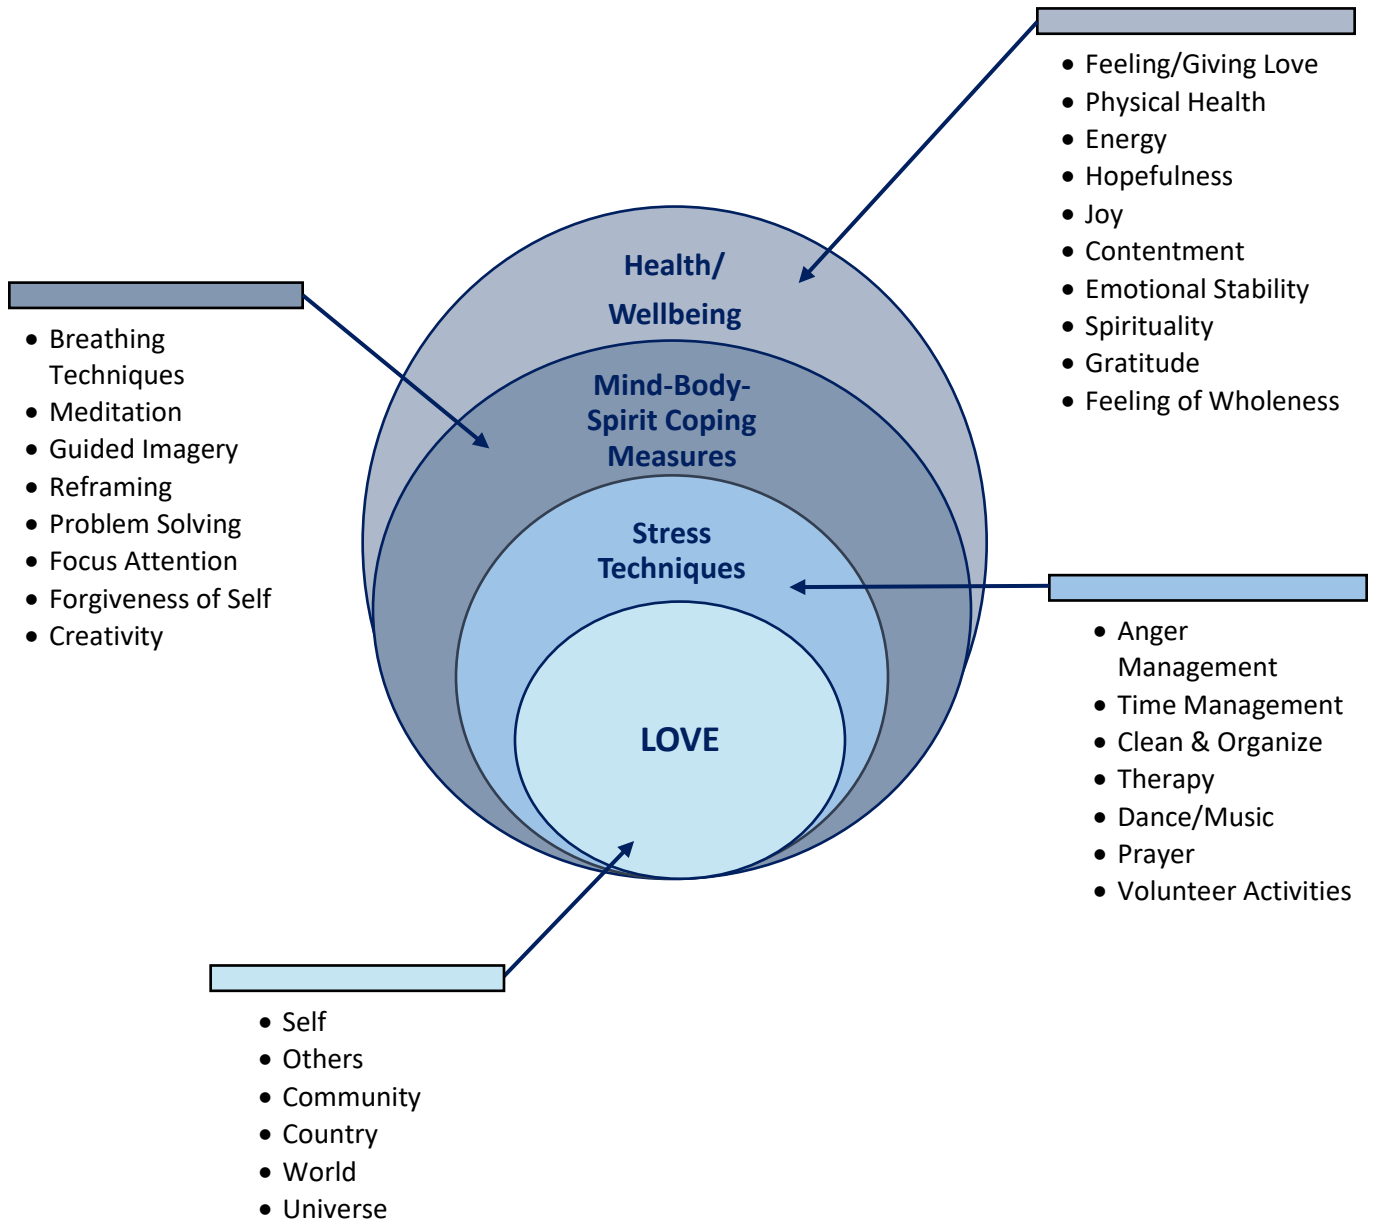 Health/
Wellbeing
Mind-Body-
Spirit Coping
Measures
Stress
Techniques
LOVE
• Feeling/Giving Love
• Physical Health
• Energy
• Hopefulness
• Joy
• Contentment
• Emotional Stability
• Spirituality
• Gratitude
• Feeling of Wholeness
• Breathing
Techniques
• Meditation
• Guided Imagery
• Reframing
• Problem Solving
• Focus Attention
• Forgiveness of Self
• Creativity
• Anger
Management
• Time Management
• Clean & Organize
• Therapy
• Dance/Music
• Prayer
• Volunteer Activities
• Self
• Others
• Community
• Country
• World
• Universe